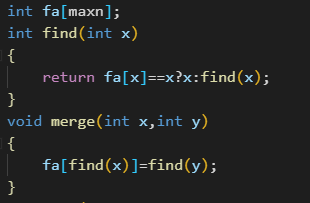 int fa[maxn];
int find(int x)
{
    return fa[x]==x?x:find(x);
}
void merge(int x,int y)
{
    fa[find(x)]=find(y);
}